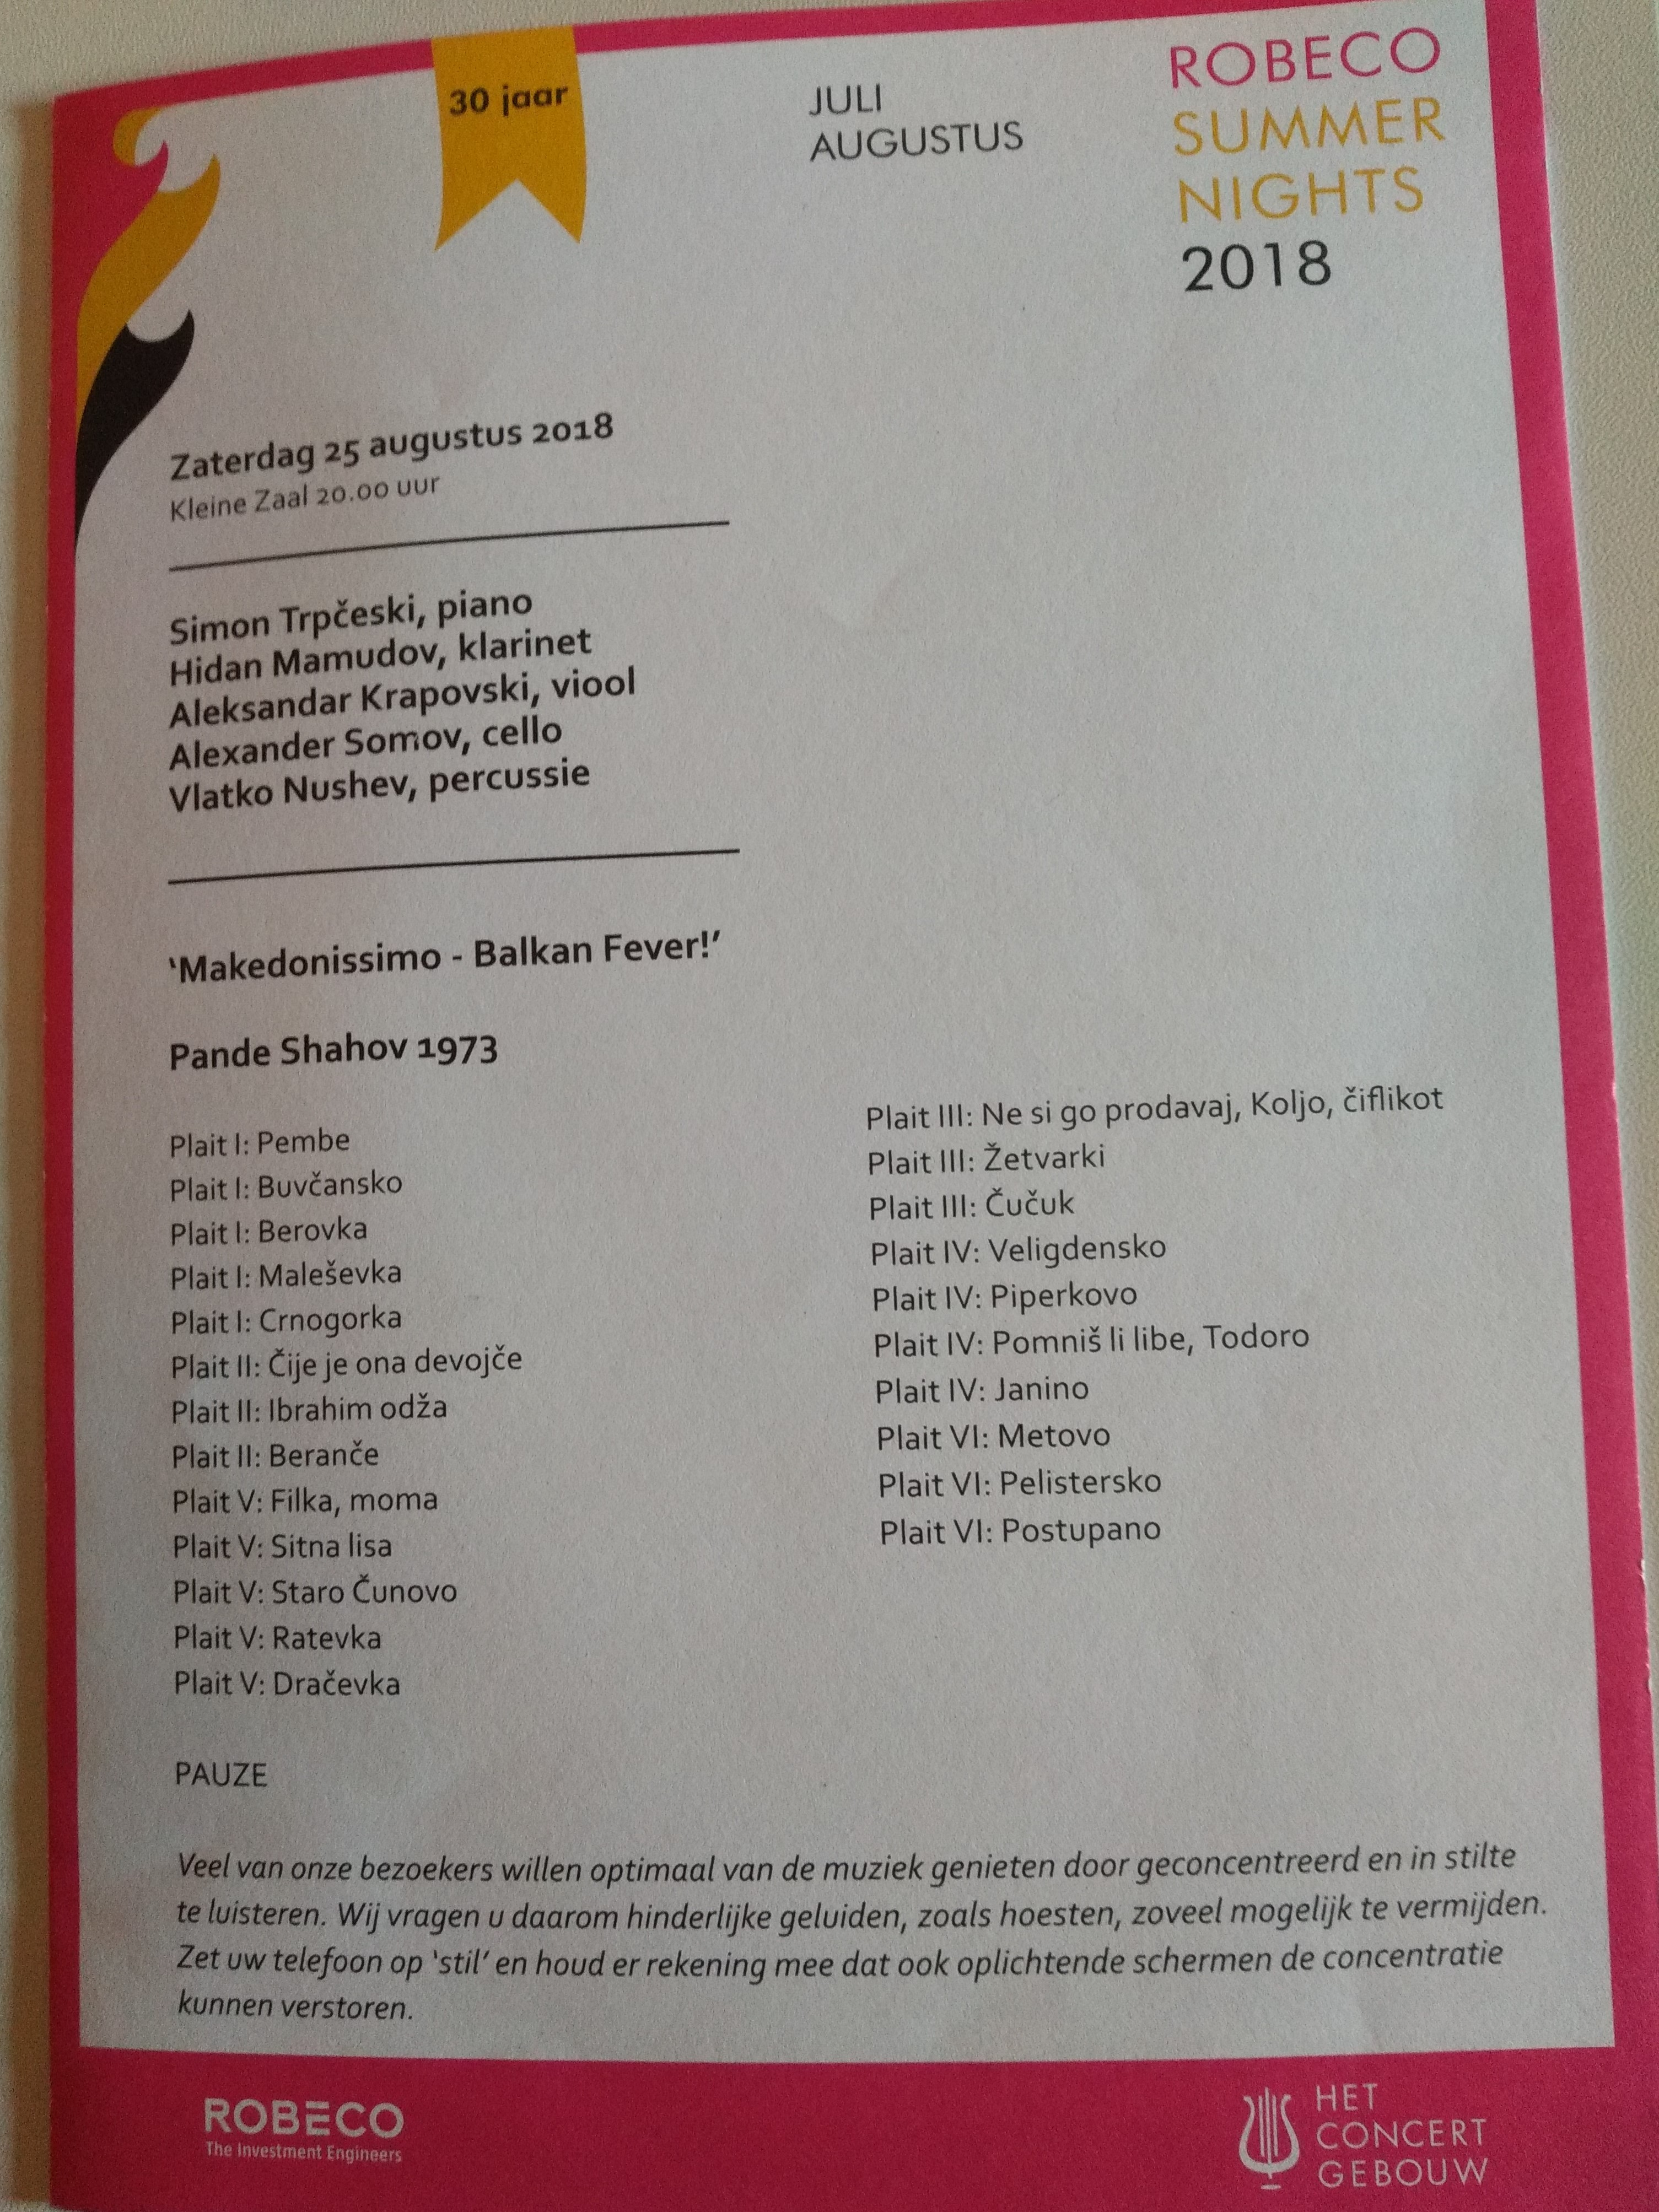 30 jaar
JULI
AUGUSTUS
ROBECO
SUMMER
NIGHTS
2018
Zaterdag 25 augustus 2018
Kleine Zaal 20.00 uur
Simon Trpčeski, piano
Hidan Mamudov, klarinet
Aleksandar Krapovski, viool
Alexander Somov, cello
Vlatko Nushev, percussie
‘Makedonissimo - Balkan Fever!’
Pande Shahov 1973
Plait I: Pembe
Plait I: Buvčansko
Plait I: Berovka
Plait I: Maleševka
Plait I: Crnogorka
Plait II: Čije je ona devojče
Plait II: Ibrahim odža
Plait II: Beranče
Plait V: Filka, moma
Plait V: Sitna lisa
Plait V: Staro Čunovo
Plait V: Ratevka
Plait V: Dračevka
PAUZE
Plait III: Ne si go prodavaj, Koljo, čiflikot
Plait III: Žetvarki
Plait III: Čučuk
Plait IV: Veligdensko
Plait IV: Piperkovo
Plait IV: Pomniš li libe, Todoro
Plait IV: Janino
Plait VI: Metovo
Plait VI: Pelistersko
Plait VI: Postupano
Veel van onze bezoekers willen optimaal van de muziek genieten door geconcentreerd en in stilte
te luisteren. Wij vragen u daarom hinderlijke geluiden, zoals hoesten, zoveel mogelijk te vermijden.
Zet uw telefoon op ‘stil’ en houd er rekening mee dat ook oplichtende schermen de concentratie
kunnen verstoren.
ROBECO
The Investment Engineers
HET
CONCERT
GEBOUW